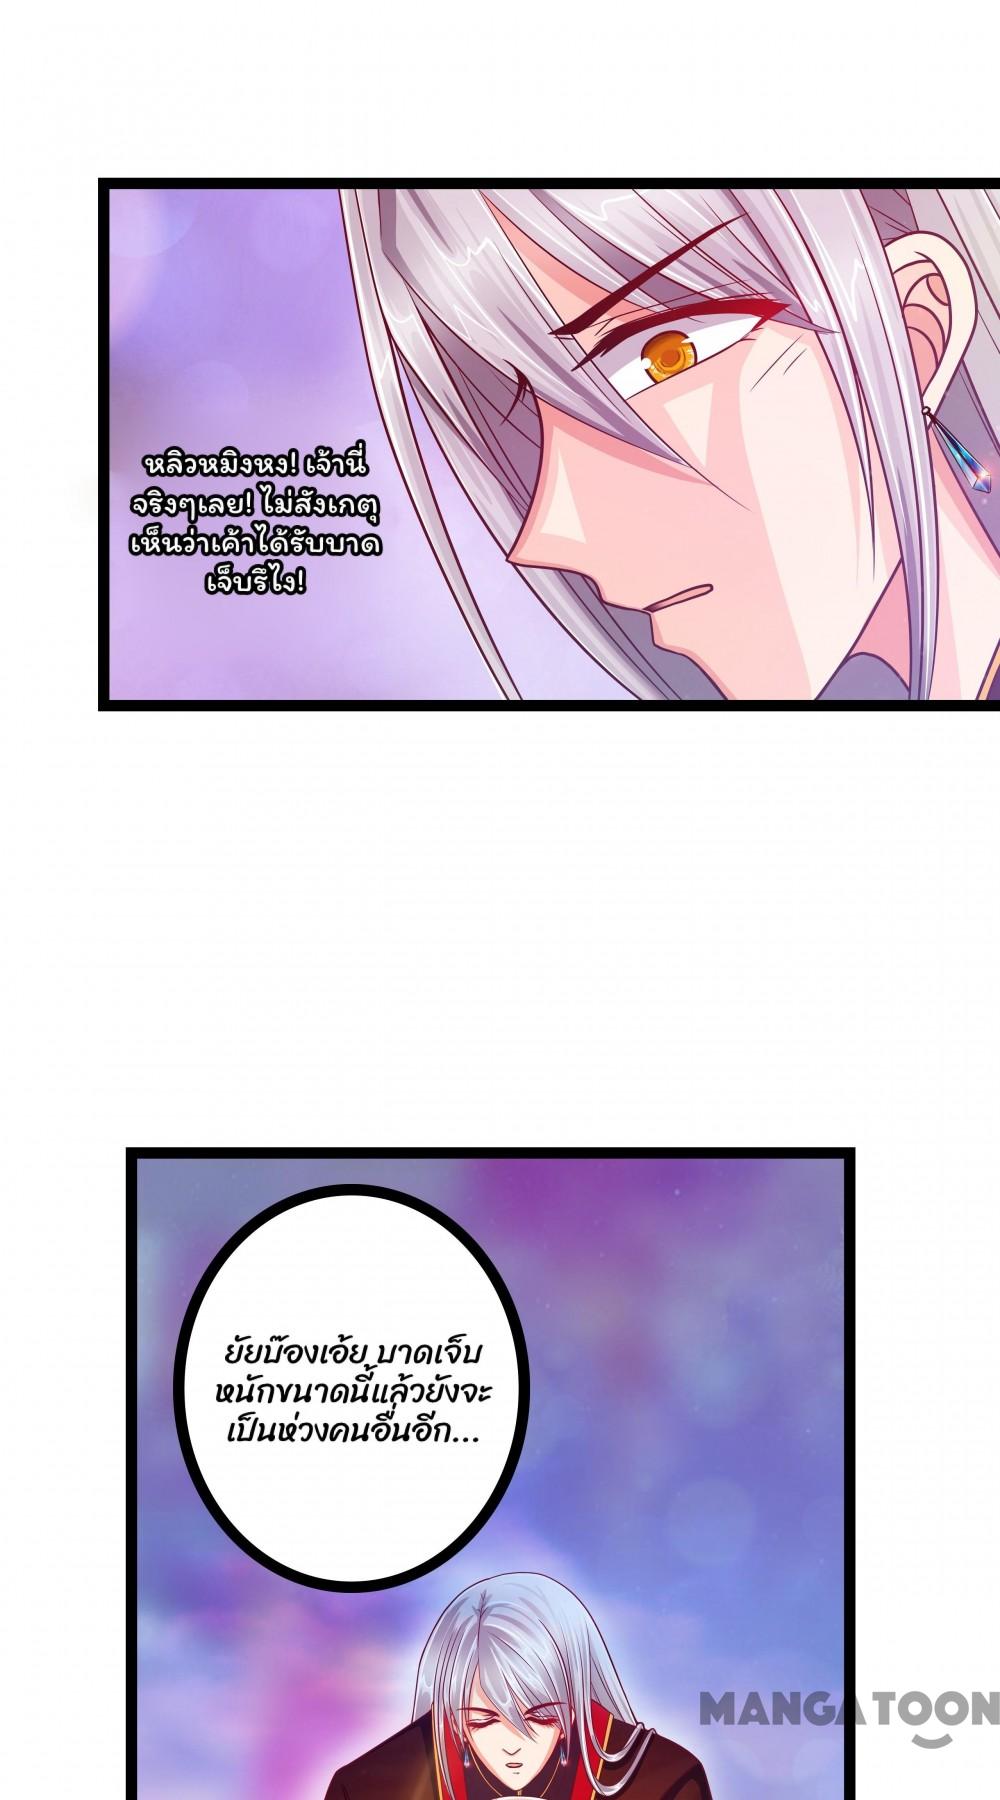 หลิวหมิงหง! เจ้านี่
จริงๆเลย! ไม่สังเกตุ
เห็นว่าเค้าได้รับบาด
เจ็บรึไง!
ยัยบ๊องเอ้ย บาดเจ็บ
หนักขนาดนี้แล้วยังจะ
เป็นห่วงคนอื่นอีก...
MANGATOON